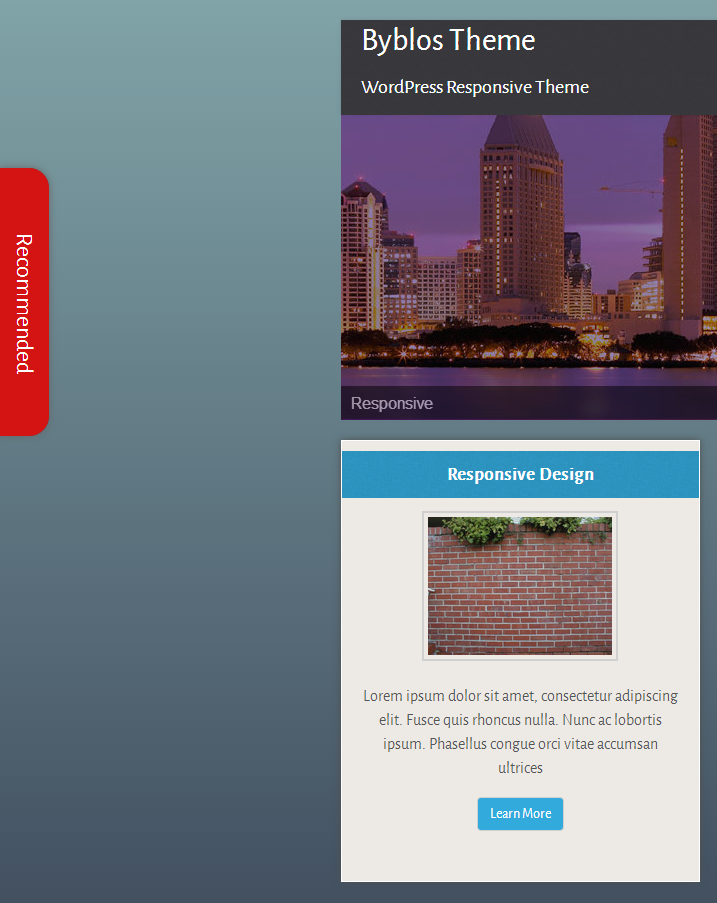 Byblos Theme
WordPress Responsive Theme
Recommended
Responsive
Responsive Design
Lorem ipsum dolor sit amet, consectetur adipiscing
elit. Fusce quis rhoncus nulla. Nunc ac lobortis
ipsum. Phasellus congue orci vitae accumsan
ultrices
Learn More